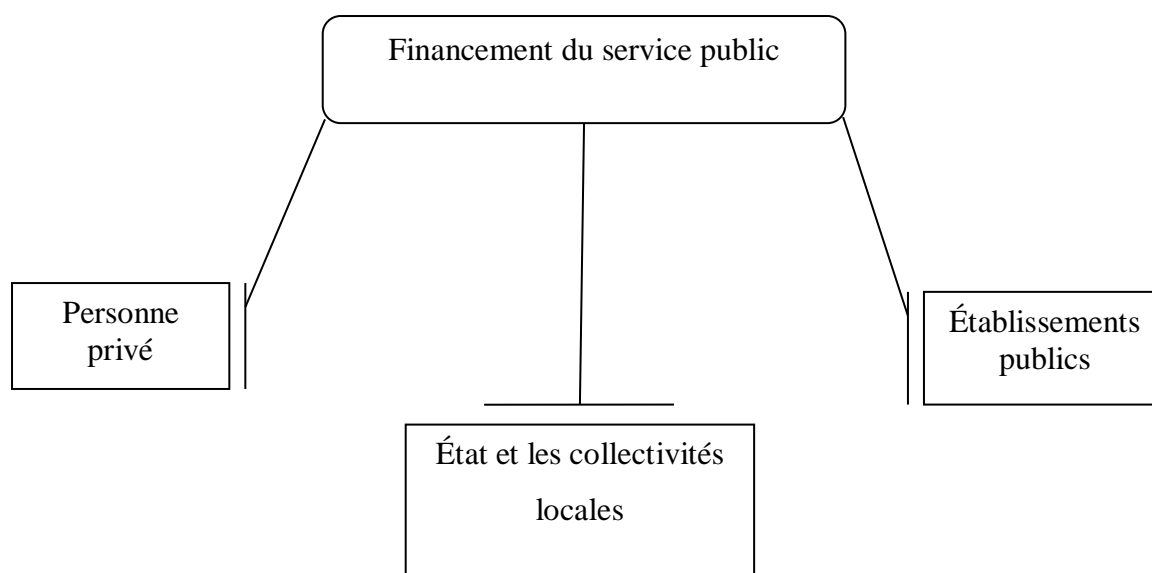 Financement du service public
Personne
privé
Établissements
publics
État et les collectivités
locales